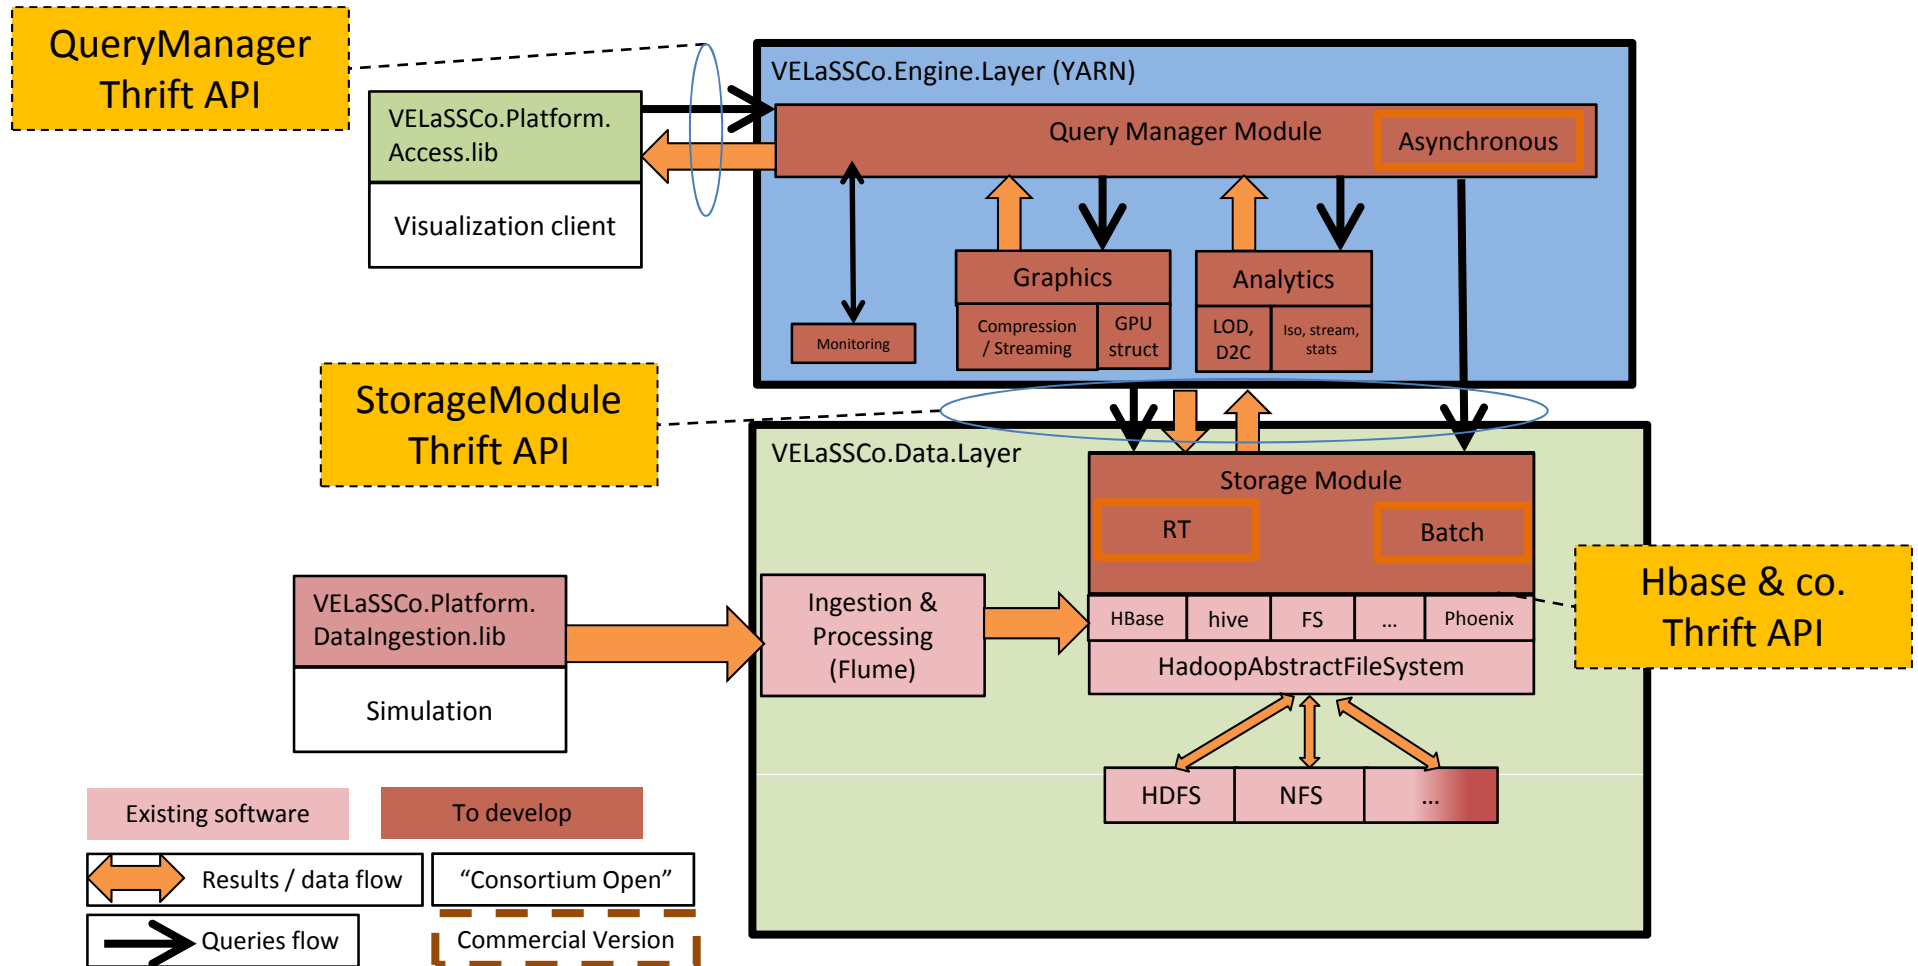 QueryManager
Thrift API
VELaSSCo.Engine.Layer (YARN)
VELaSSCo.Platform.
Access.lib
Visualization client
Query Manager Module
Asynchronous
Graphics
Compression
/ Streaming
GPU
struct
Analytics
LOD,
D2C
Iso, stream,
stats
Monitoring
StorageModule
Thrift API
VELaSSCo.Data.Layer
Storage Module
RT
Batch
Hbase & co.
Thrift API
VELaSSCo.Platform.
DataIngestion.lib
Simulation
Ingestion &
Processing
(Flume)
HBase
hive
FS
...
Phoenix
HadoopAbstractFileSystem
HDFS
NFS
...
Existing software
To develop
Results / data flow
“Consortium Open”
Queries flow
Commercial Version